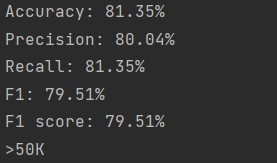 Accuracy: 81.35%
Precision: 80.04%
Recall: 81.35%
F1: 79.51%
F1 score: 79.51%
>50K